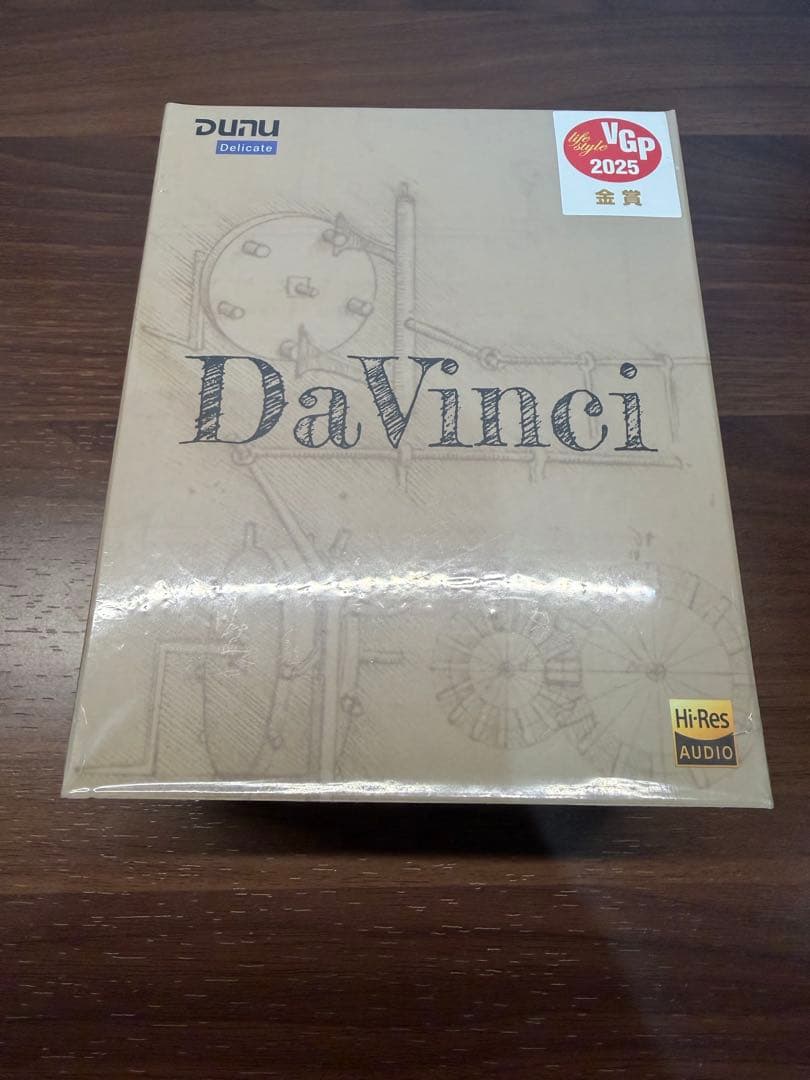 DUNU
Delicate
life style VGP
2025
金賞
DaVinci
Hi-Res
AUDIO